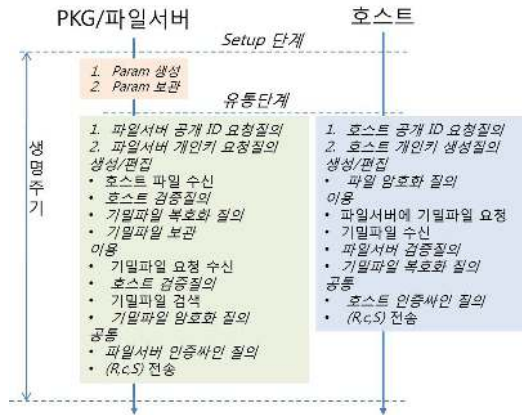 PKG/파일서버
호스트
Setup 단계
1. Param 생성
2. Param 보관
유통단계
생명주기
1. 파일서버 공개 ID 요청질의
2. 파일서버 개인키 요청질의
생성/편집
• 호스트 파일 수신
• 호스트 검증질의
• 기밀파일 복호화 질의
• 기밀파일 보관
이용
• 기밀파일 요청 수신
• 호스트 검증질의
• 기밀파일 검색
• 기밀파일 암호화 질의
공통
• 파일서버 인증싸인 질의
• (R,c,S) 전송
1. 호스트 공개 ID 요청질의
2. 호스트 개인키 생성질의
생성/편집
• 파일 암호화 질의
이용
• 파일서버에 기밀파일 요청
• 기밀파일 수신
• 파일서버 검증질의
• 기밀파일 복호화 질의
공통
• 호스트 인증싸인 질의
• (R,c,S) 전송